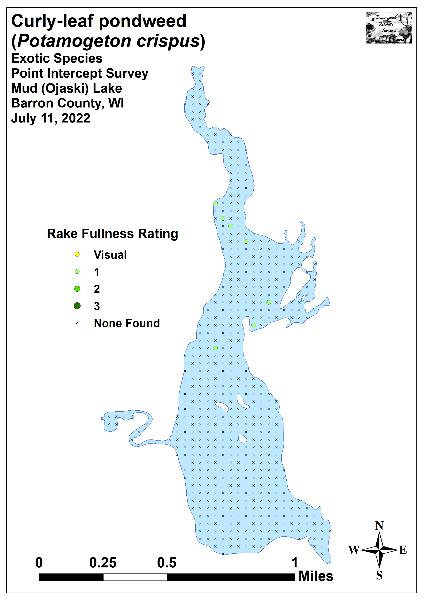 Curly-leaf pondweed
(Potamogeton crispus)
Exotic Species
Point Intercept Survey
Mud (Ojaski) Lake
Barron County, WI
July 11, 2022
Rake Fullness Rating
Visual
1
2
3
None Found
N
W E
S
0 0.25 0.5 1
Miles